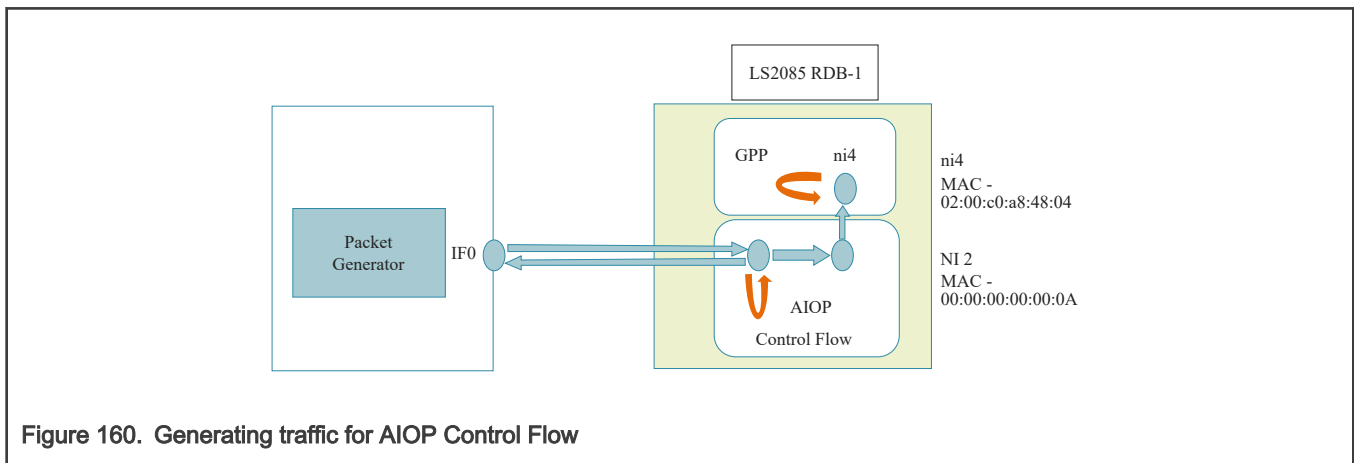 LS2085 RDB-1
GPP
ni4
ni4
MAC -
02:00:c0:a8:48:04
Packet
Generator
IF0
NI 2
MAC -
00:00:00:00:00:0A
AIOP
Control Flow
Figure 160. Generating traffic for AIOP Control Flow